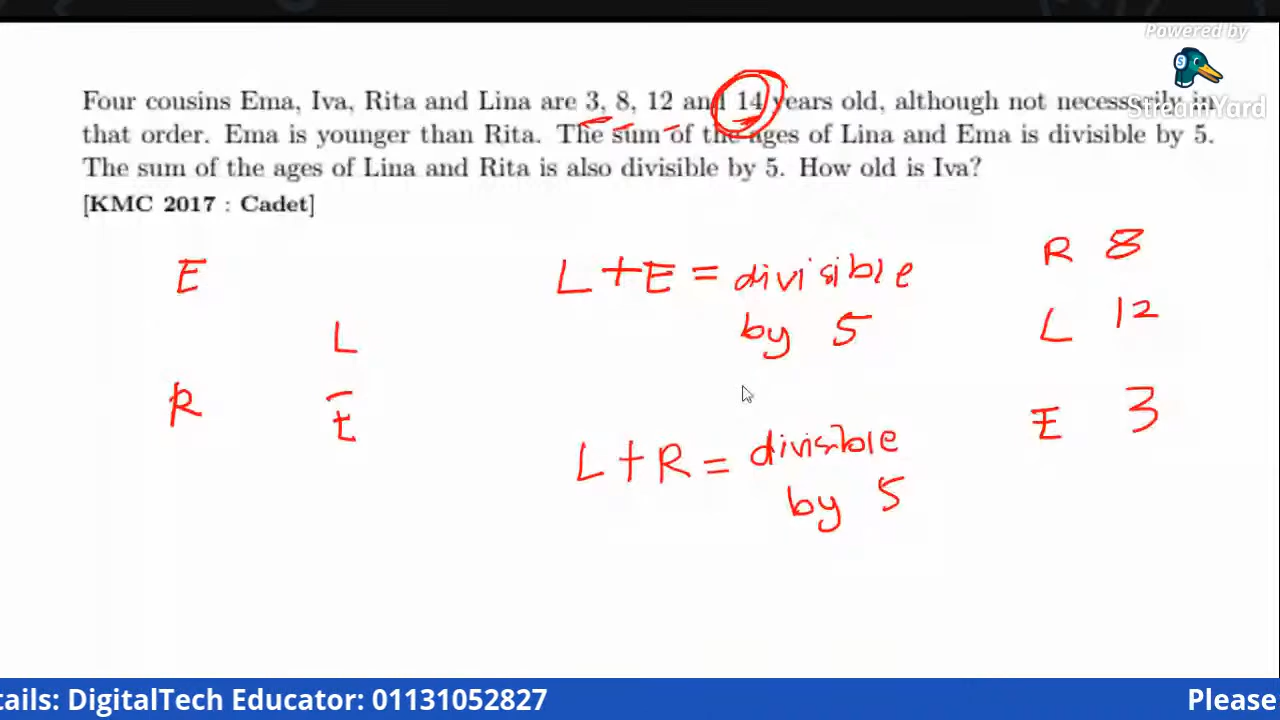 Powered by
StreamYard
Four cousins Ema, Iva, Rita and Lina are 3, 8, 12 and 14 years old, although not necessarily in
that order. Ema is younger than Rita. The sum of the ages of Lina and Ema is divisible by 5.
The sum of the ages of Lina and Rita is also divisible by 5. How old is Iva?
[KMC 2017 : Cadet]
E
L
R E
L + E = divisible
by 5
L + R = divisible
by 5
R 8
L 12
E 3
tails: DigitalTech Educator: 01131052827 Please